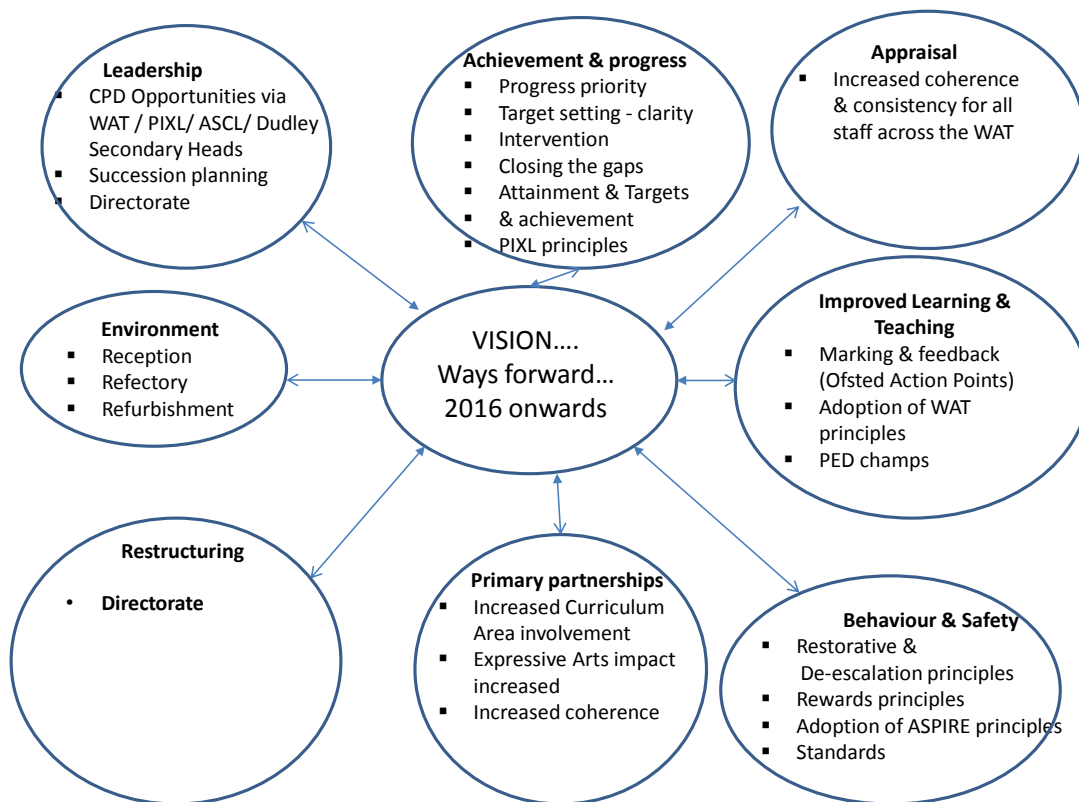 Leadership
▪ CPD Opportunities via
WAT / PIXL/ ASCL/ Dudley
Secondary Heads
▪ Succession planning
▪ Directorate
Achievement & progress
▪ Progress priority
▪ Target setting - clarity
▪ Intervention
▪ Closing the gaps
▪ Attainment & Targets
▪ & achievement
▪ PIXL principles
Appraisal
▪ Increased coherence
& consistency for all
staff across the WAT
Environment
▪ Reception
▪ Refectory
▪ Refurbishment
VISION....
Ways forward...
2016 onwards
Improved Learning &
Teaching
▪ Marking & feedback
(Ofsted Action Points)
▪ Adoption of WAT
principles
▪ PED champs
Restructuring
• Directorate
Primary partnerships
▪ Increased Curriculum
Area involvement
▪ Expressive Arts impact
increased
▪ Increased coherence
Behaviour & Safety
▪ Restorative &
De-escalation principles
▪ Rewards principles
▪ Adoption of ASPIRE principles
▪ Standards